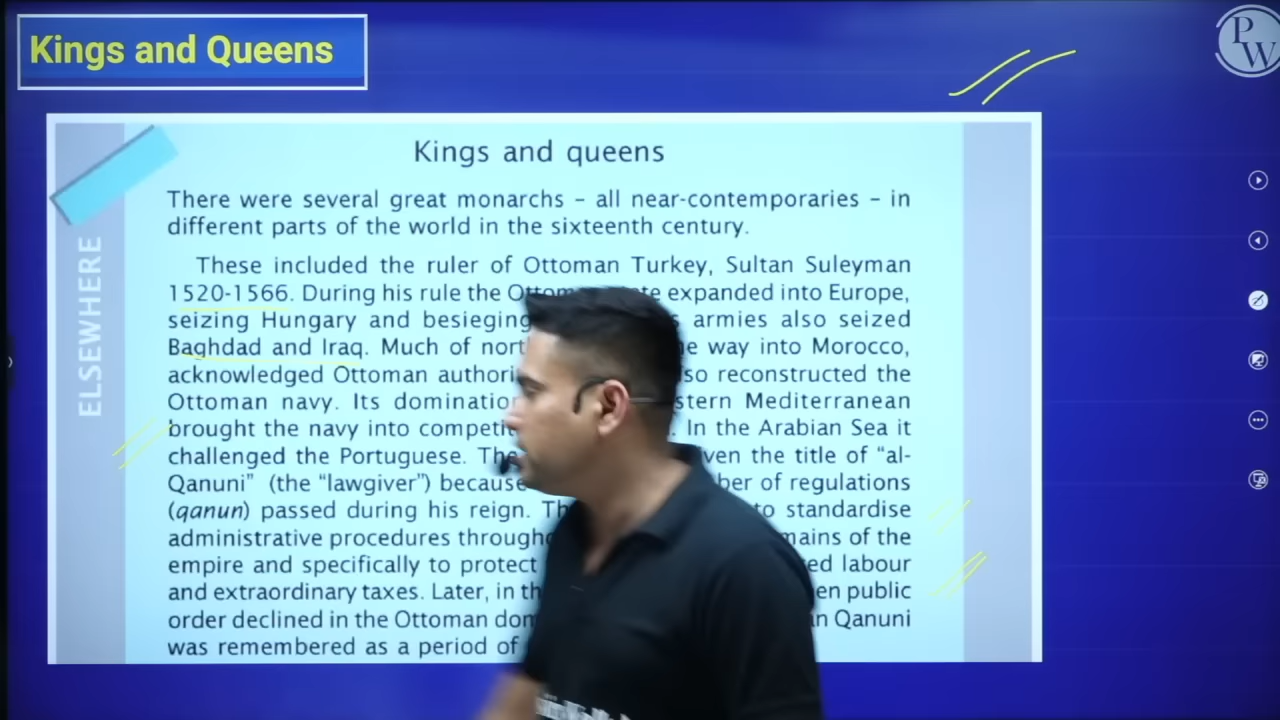 Kings and Queens
PW
ELSEWHERE
Kings and queens
There were several great monarchs – all near-contemporaries – in
different parts of the world in the sixteenth century.
These included the ruler of Ottoman Turkey, Sultan Suleyman
1520-1566. During his rule the expanded into Europe,
seizing Hungary and besieging armies also seized
Baghdad and Iraq. Much of way into Morocco,
acknowledged Ottoman reconstructed the
Ottoman navy. Its Mediterranean
brought the navy into In the Arabian Sea it
challenged the Portuguese. the title of “al-
Qanuni” (the “lawgiver”) because of regulations
(qanun) passed during his reign. to standardise
administrative procedures of the
empire and specifically to protect labour
and extraordinary taxes. Later, in public
order declined in the Ottoman Qanuni
was remembered as a period of